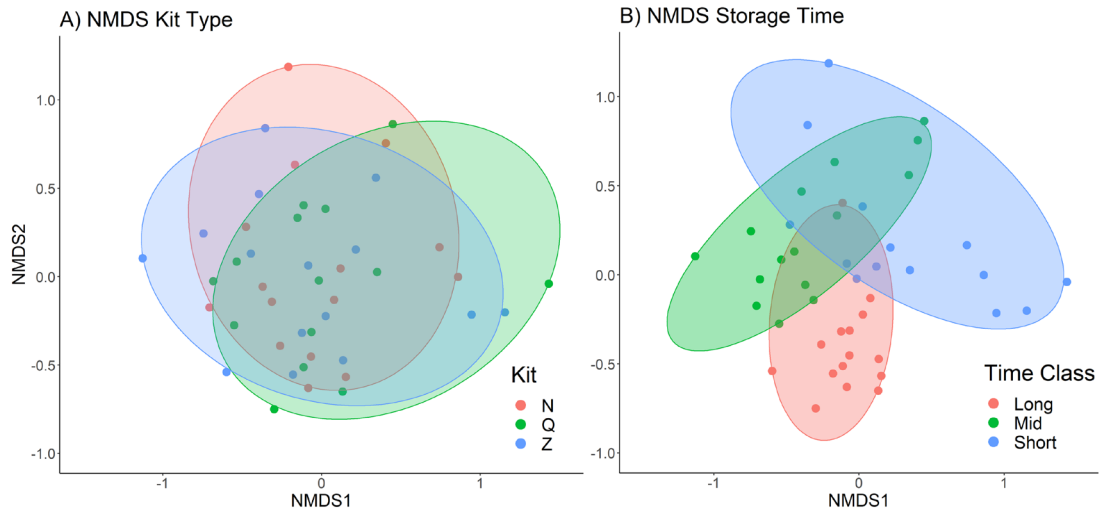 A) NMDS Kit Type
NMDS2
1.0
0.5
0.0
-0.5
-1.0
-1
0
1
NMDS1
Kit
N
Q
Z
B) NMDS Storage Time
1.0
0.5
0.0
-0.5
-1.0
-1
0
1
NMDS1
Time Class
Long
Mid
Short